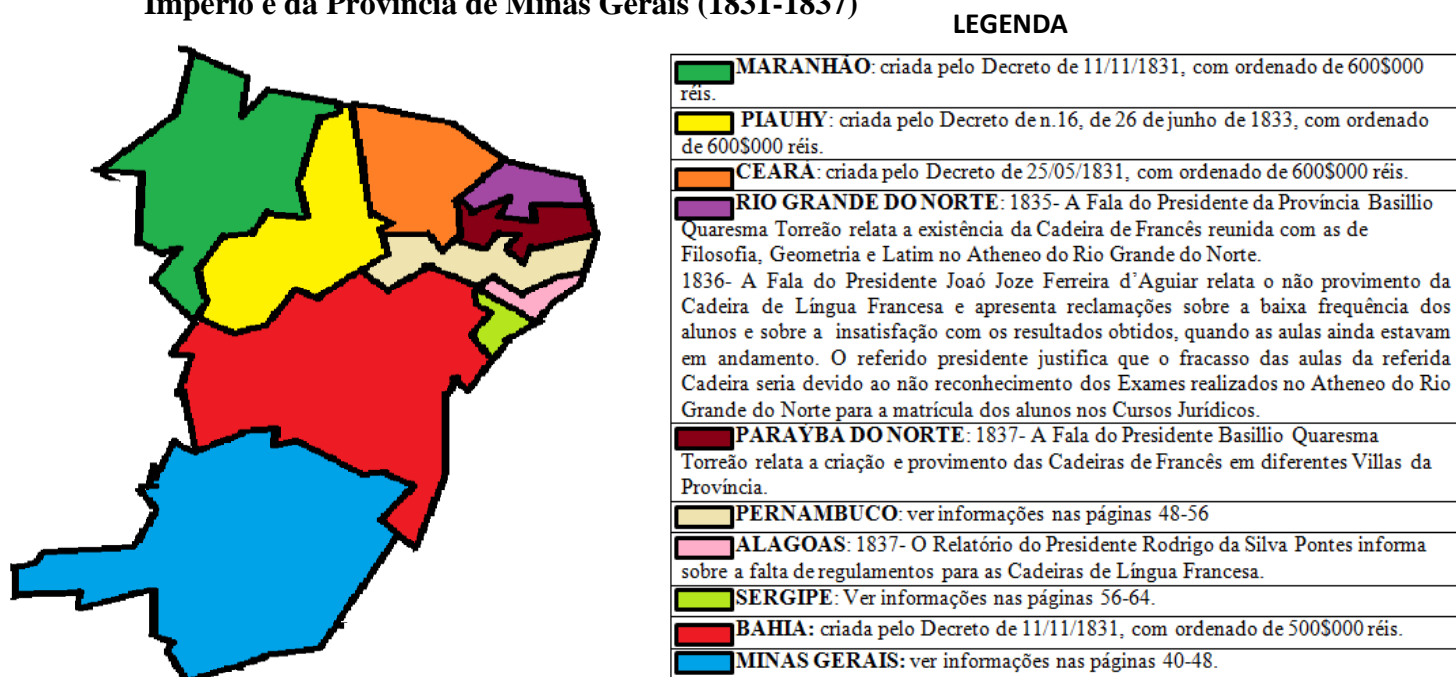 Império e da Província de Minas Gerais (1831-1837)
LEGENDA
MARANHÃO: criada pelo Decreto de 11/11/1831, com ordenado de 600$000
réis.
PIAUHY: criada pelo Decreto de n.16, de 26 de junho de 1833, com ordenado
de 600$000 réis.
CEARÁ: criada pelo Decreto de 25/05/1831, com ordenado de 600$000 réis.
RIO GRANDE DO NORTE: 1835- A Fala do Presidente da Província Basillio
Quaresma Torreão relata a existência da Cadeira de Francês reunida com as de
Filosofia, Geometria e Latim no Atheneo do Rio Grande do Norte.
1836- A Fala do Presidente Joaó Joze Ferreira d’Aguiar relata o não provimento da
Cadeira de Língua Francesa e apresenta reclamações sobre a baixa frequência dos
alunos e sobre a insatisfação com os resultados obtidos, quando as aulas ainda estavam
em andamento. O referido presidente justifica que o fracasso das aulas da referida
Cadeira seria devido ao não reconhecimento dos Exames realizados no Atheneo do Rio
Grande do Norte para a matrícula dos alunos nos Cursos Jurídicos.
PARAÝBA DO NORTE: 1837- A Fala do Presidente Basillio Quaresma
Torreão relata a criação e provimento das Cadeiras de Francês em diferentes Villas da
Província.
PERNAMBUCO: ver informações nas páginas 48-56
ALAGOAS: 1837- O Relatório do Presidente Rodrigo da Silva Pontes informa
sobre a falta de regulamentos para as Cadeiras de Língua Francesa.
SERGIPE: Ver informações nas páginas 56-64.
BAHIA: criada pelo Decreto de 11/11/1831, com ordenado de 500$000 réis.
MINAS GERAIS: ver informações nas páginas 40-48.